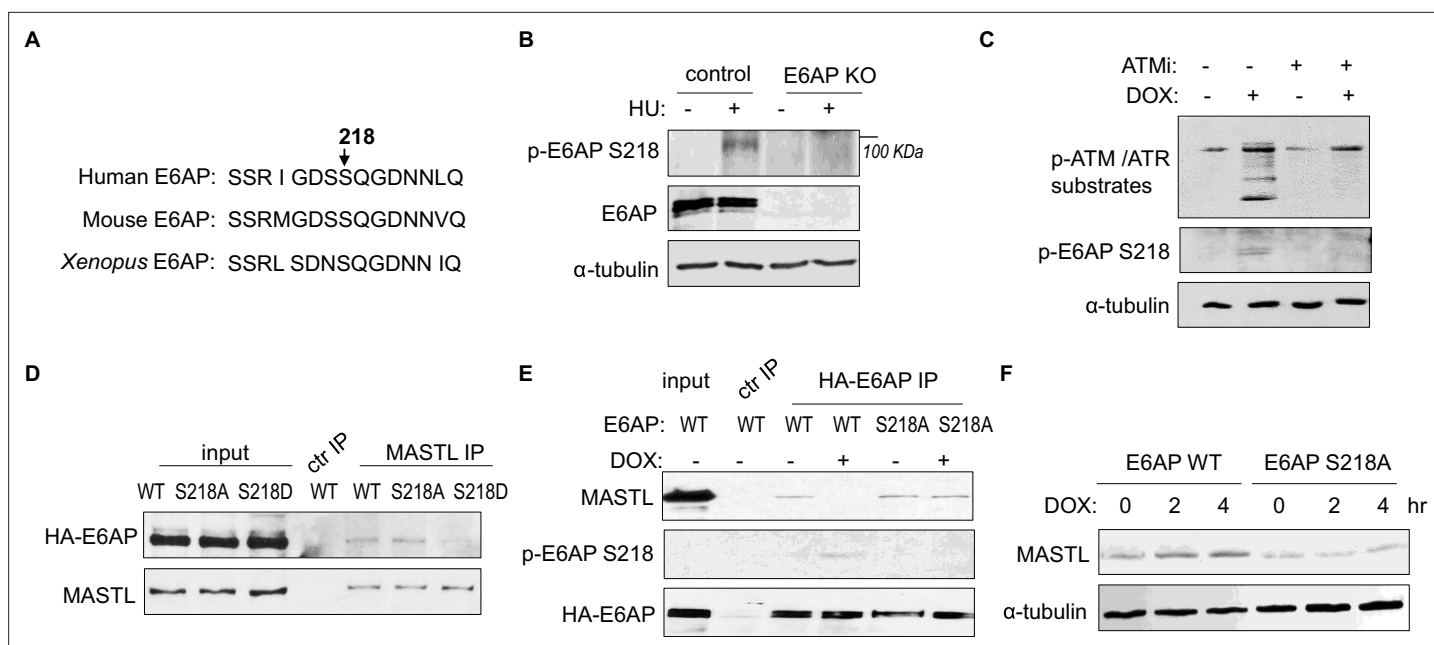 A
218
Human E6AP: SSR I GDSSQGDNNLQ
Mouse E6AP: SSRMGDSSQGDNNVQ
Xenopus E6AP: SSRL SDNSQGDNN IQ
B
control E6AP KO
HU: - + - +
p-E6AP S218
100 KDa
E6AP
α-tubulin
C
ATMi: - - + +
DOX: - + - +
p-ATM /ATR
substrates
p-E6AP S218
α-tubulin
D
input ctr IP MASTL IP
WT S218A S218D WT WT S218A S218D
HA-E6AP
MASTL
E
input ctr IP HA-E6AP IP
E6AP: WT WT WT WT S218A S218A
DOX: - - - + - +
MASTL
p-E6AP S218
HA-E6AP
F
E6AP WT E6AP S218A
DOX: 0 2 4 0 2 4 hr
MASTL
α-tubulin